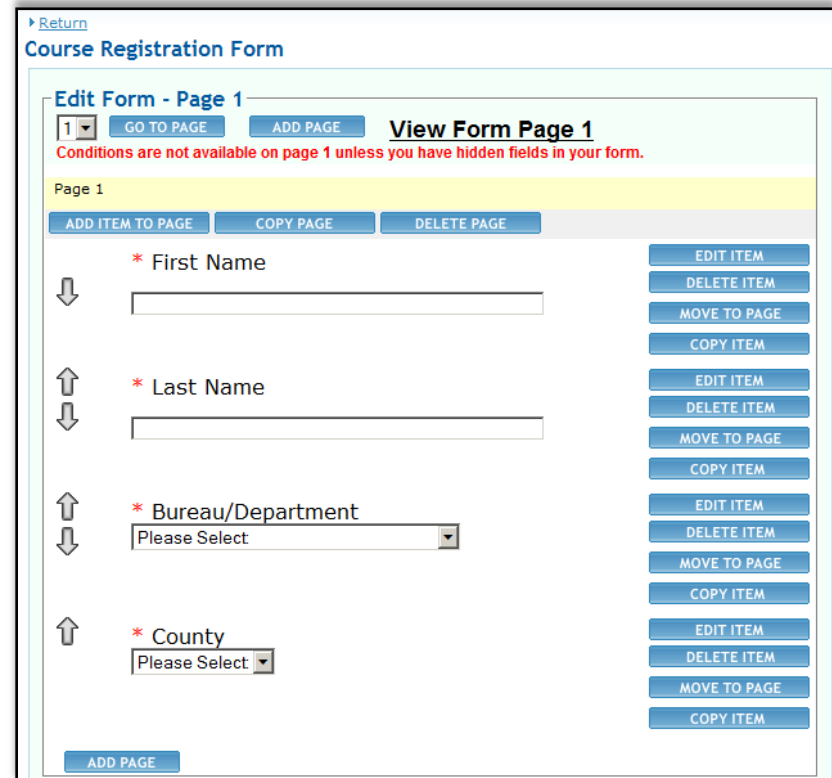 Return
Course Registration Form
Edit Form - Page 1
1 GO TO PAGE ADD PAGE View Form Page 1
Conditions are not available on page 1 unless you have hidden fields in your form.
Page 1
ADD ITEM TO PAGE COPY PAGE DELETE PAGE
* First Name
EDIT ITEM
DELETE ITEM
MOVE TO PAGE
COPY ITEM
* Last Name
EDIT ITEM
DELETE ITEM
MOVE TO PAGE
COPY ITEM
* Bureau/Department
Please Select
EDIT ITEM
DELETE ITEM
MOVE TO PAGE
COPY ITEM
* County
Please Select
EDIT ITEM
DELETE ITEM
MOVE TO PAGE
COPY ITEM
ADD PAGE